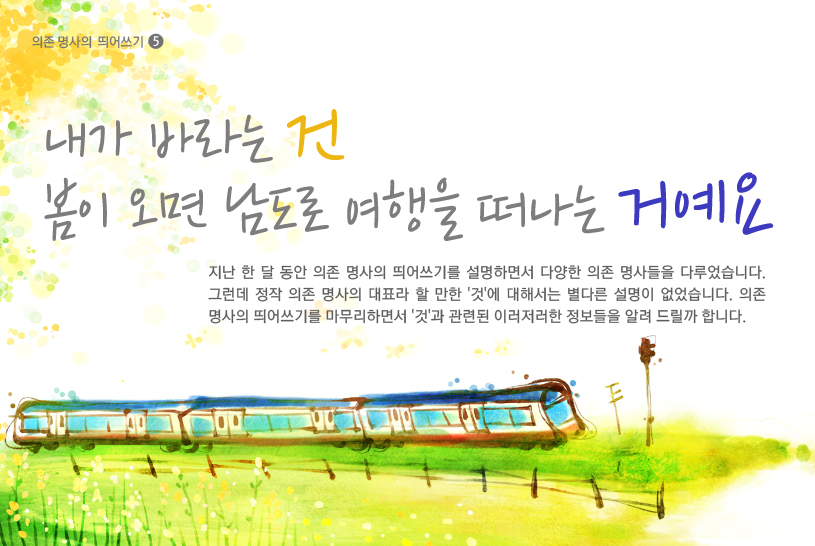 의존 명사의 띄어쓰기 5
내가 바라는 건
봄이 오면 남도로 여행을 떠나는 거예요
지난 한 달 동안 의존 명사의 띄어쓰기를 설명하면서 다양한 의존 명사들을 다루었습니다.
그런데 정작 의존 명사의 대표라 할 만한 '것'에 대해서는 별다른 설명이 없었습니다. 의존
명사의 띄어쓰기를 마무리하면서 '것'과 관련된 이러저러한 정보들을 알려 드릴까 합니다.